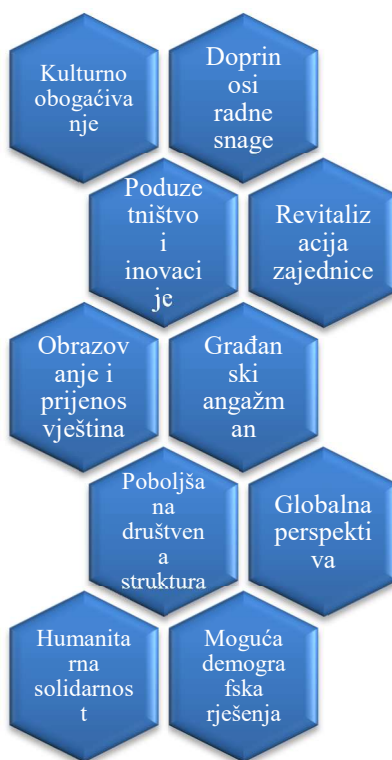 Kulturno
obogaćiva
nje
Doprin
osi
radne
snage
Poduze
tništvo
i
inovaci
je
Revitaliz
acija
zajednice
Obrazov
anje i
prijenos
vještina
Građan
ski
angažm
an
Poboljša
na
društven
a
struktura
Globalna
perspekti
va
Humanita
rna
solidarnos
t
Moguća
demogra
fska
rješenja